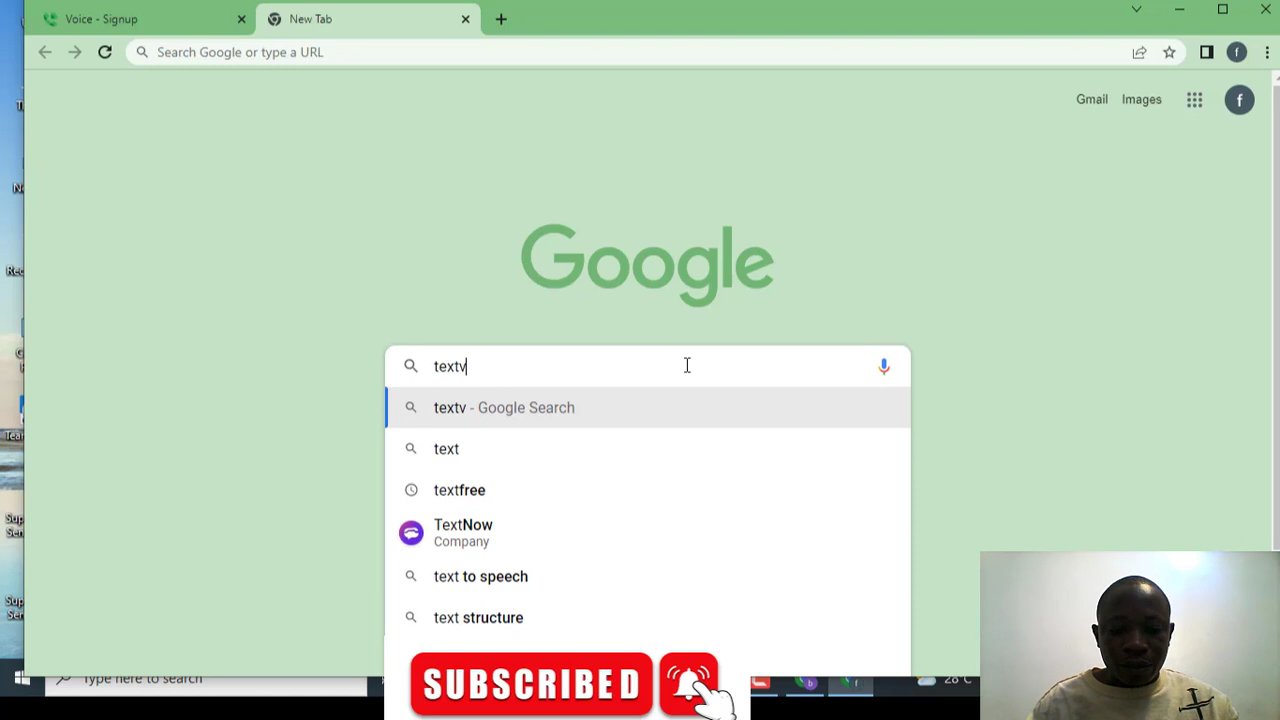 Voice - Signup
New Tab
Search Google or type a URL
f
Gmail Images f
Google
textv
textv - Google Search
text
textfree
TextNow
Company
text to speech
text structure
SUBSCRIBED
Type here to search
28°C